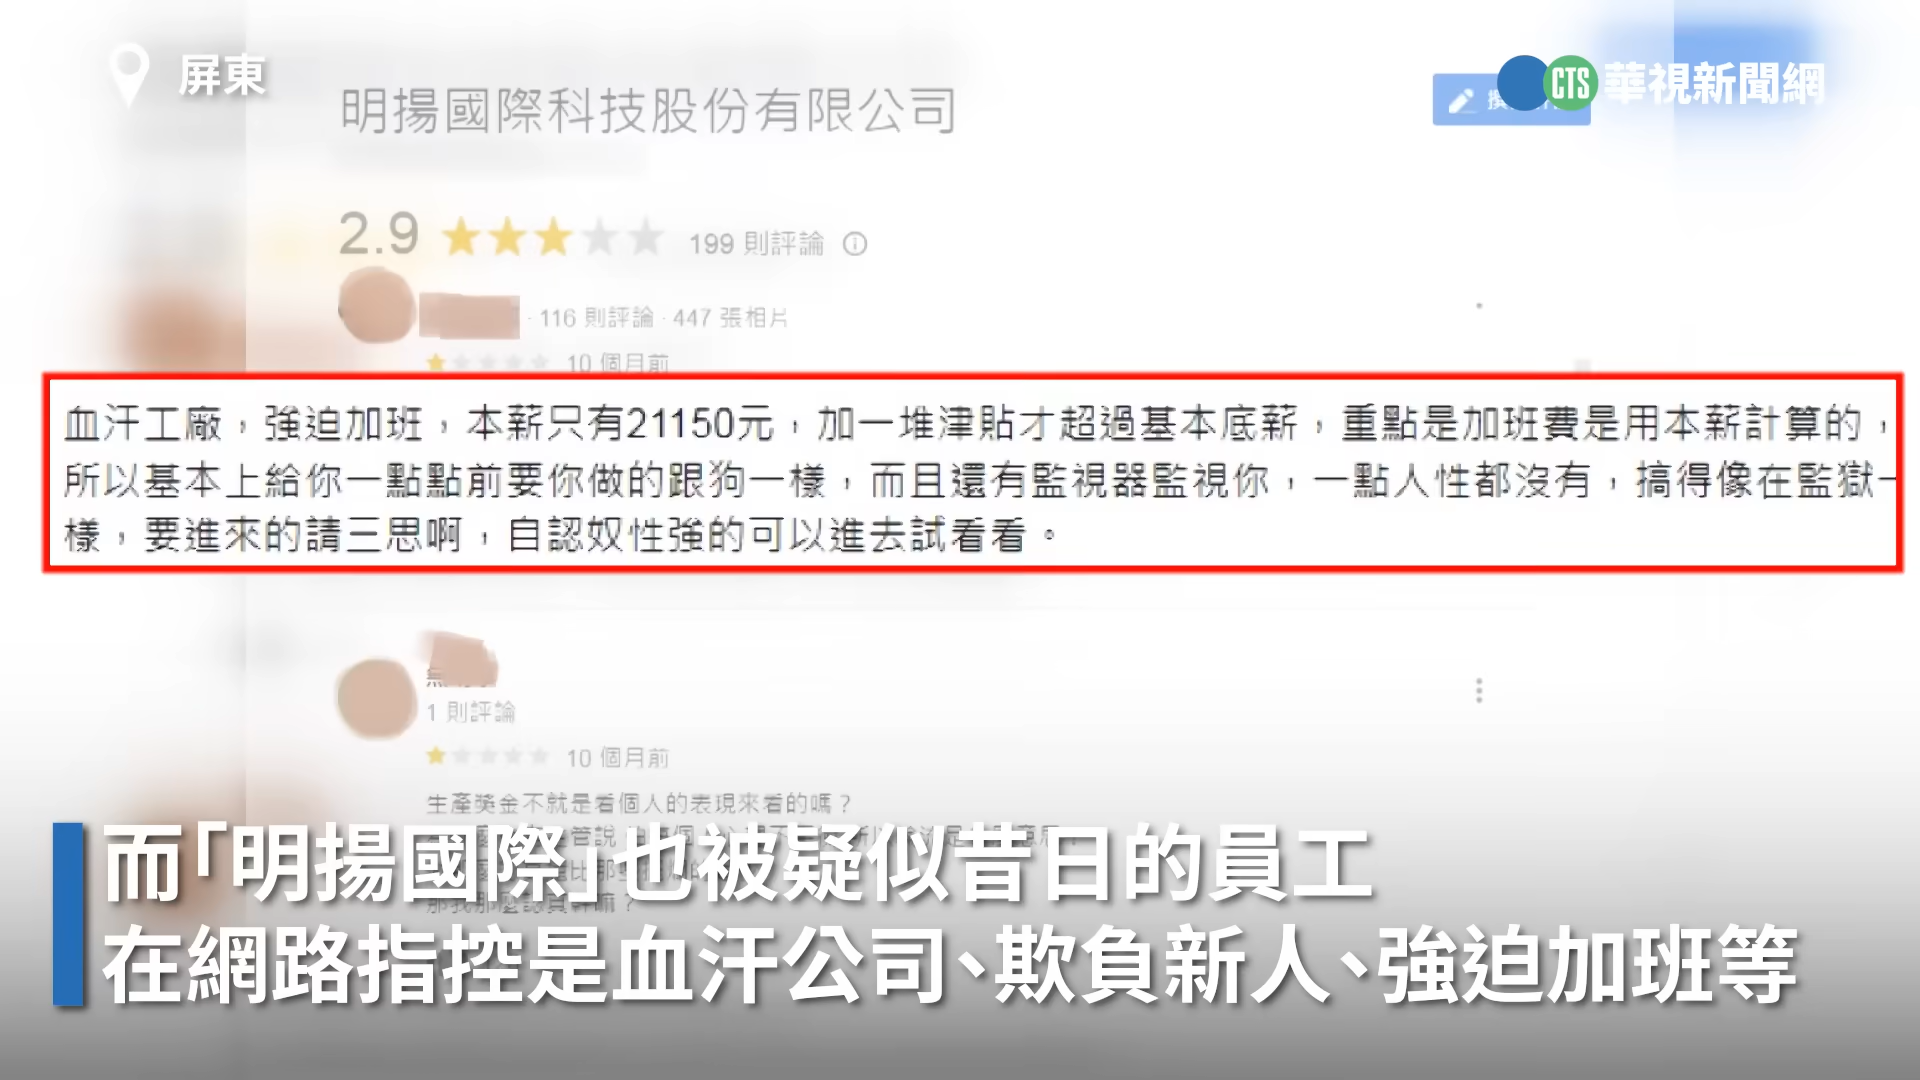 屏東
CTS 華視新聞網
明揚國際科技股份有限公司
2.9 199 則評論
116 則評論 · 447 張相片
10 個月前
血汗工廠，強迫加班，本薪只有21150元，加一堆津貼才超過基本底薪，重點是加班費是用本薪計算的，
所以基本上給你一點點前要你做的跟狗一樣，而且還有監視器監視你，一點人性都沒有，搞得像在監獄一
樣，要進來的請三思啊，自認奴性強的可以進去試看看。
1 則評論
10 個月前
生產獎金不就是看個人的表現來看的嗎？
那我那麼認真幹嘛？
而「明揚國際」也被疑似昔日的員工
在網路指控是血汗公司、欺負新人、強迫加班等